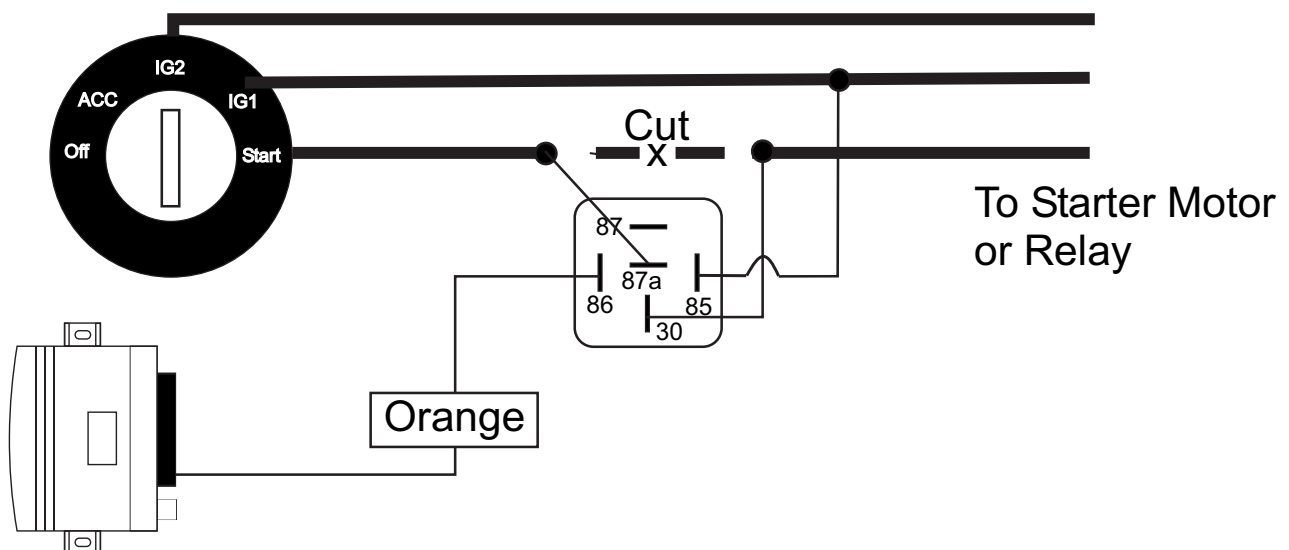 IG2
ACC
IG1
Off
Start
Cut
x
To Starter Motor
or Relay
87
87a
86
85
30
Orange